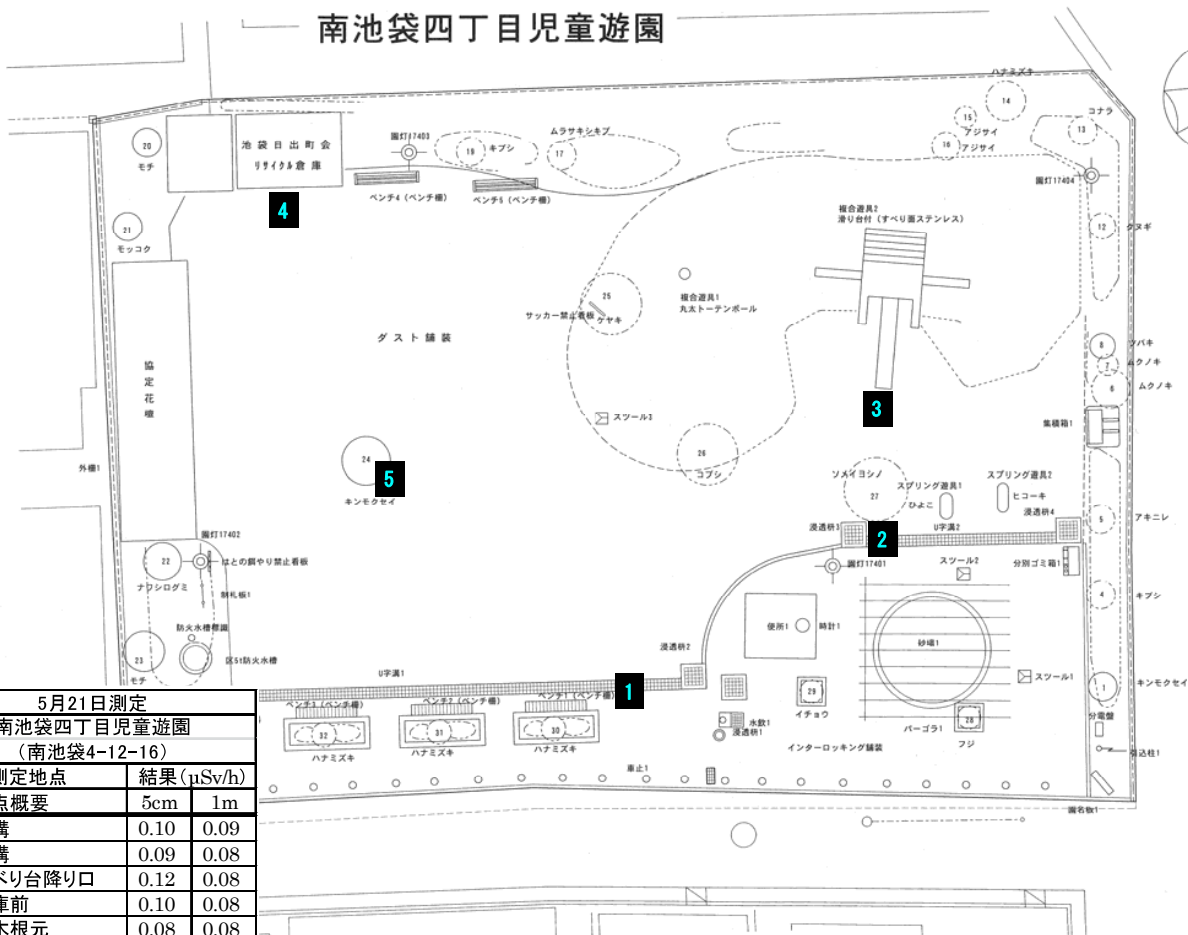 南池袋四丁目児童遊園
ハナミズキ
14
15
アジサイ
16
アジサイ
コナラ
13
園灯17404
12
クヌギ
20
モチ
池袋日出町会
リサイクル倉庫
園灯17403
19
キブシ
ムラサキシキブ
17
ベンチ4 (ベンチ柵)
ベンチ5 (ベンチ柵)
4
21
モッコク
複合遊具2
滑り台付 (すべり面ステンレス)
複合遊具1
丸太トーテンポール
25
サッカー禁止看板
ケヤキ
ダスト舗装
協定花壇
8
ツバキ
7
ムクノキ
6
ムクノキ
集積箱1
3
スツール3
26
コブシ
24
5
キンモクセイ
外柵1
ソメイヨシノ
27
スプリング遊具1
ひよこ
スプリング遊具2
ヒコーキ
浸透桝3
2
U字溝2
浸透桝4
5
アキニレ
園灯17402
22
はとの餌やり禁止看板
ナワシログミ
制札板1
防火水槽標識
区5t防火水槽
23
モチ
園灯17401
スツール2
分別ゴミ箱1
4
キブシ
便所1
時計1
砂場1
浸透桝2
スツール1
1
キンモクセイ
分電盤
引込柱1
園名板1
U字溝1
1
ベンチ3 (ベンチ柵)
ベンチ2 (ベンチ柵)
ベンチ1 (ベンチ柵)
32
31
30
ハナミズキ
ハナミズキ
ハナミズキ
水飲1
浸透桝1
29
イチョウ
パーゴラ1
28
フジ
インターロッキング舗装
車止1
5月21日測定
南池袋四丁目児童遊園
(南池袋4-12-16)
測定地点 結果(μSv/h)
点概要 5cm 1m
溝 0.10 0.09
溝 0.09 0.08
べり台降り口 0.12 0.08
庫前 0.10 0.08
木根元 0.08 0.08